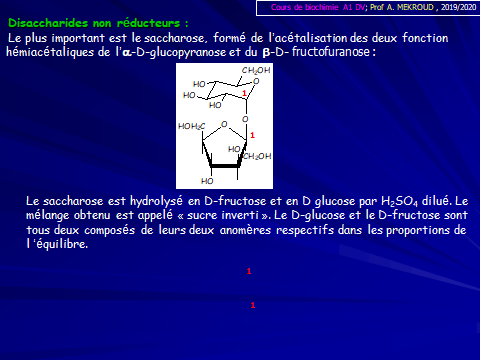 Cours de biochimie A1 DV; Prof A. MEKROUD , 2019/2020
Disaccharides non réducteurs :
Le plus important est le saccharose, formé de l'acétalisation des deux fonction
hémiacétaliques de l'α-D-glucopyranose et du β-D- fructofuranose :
CH2OH
HO
O
HO
1
HO
O
HOH2C
O
1
HO
CH2OH
HO
Le saccharose est hydrolysé en D-fructose et en D glucose par H2SO4 dilué. Le
mélange obtenu est appelé « sucre inverti ». Le D-glucose et le D-fructose sont
tous deux composés de leurs deux anomères respectifs dans les proportions de
l 'équilibre.
1
1